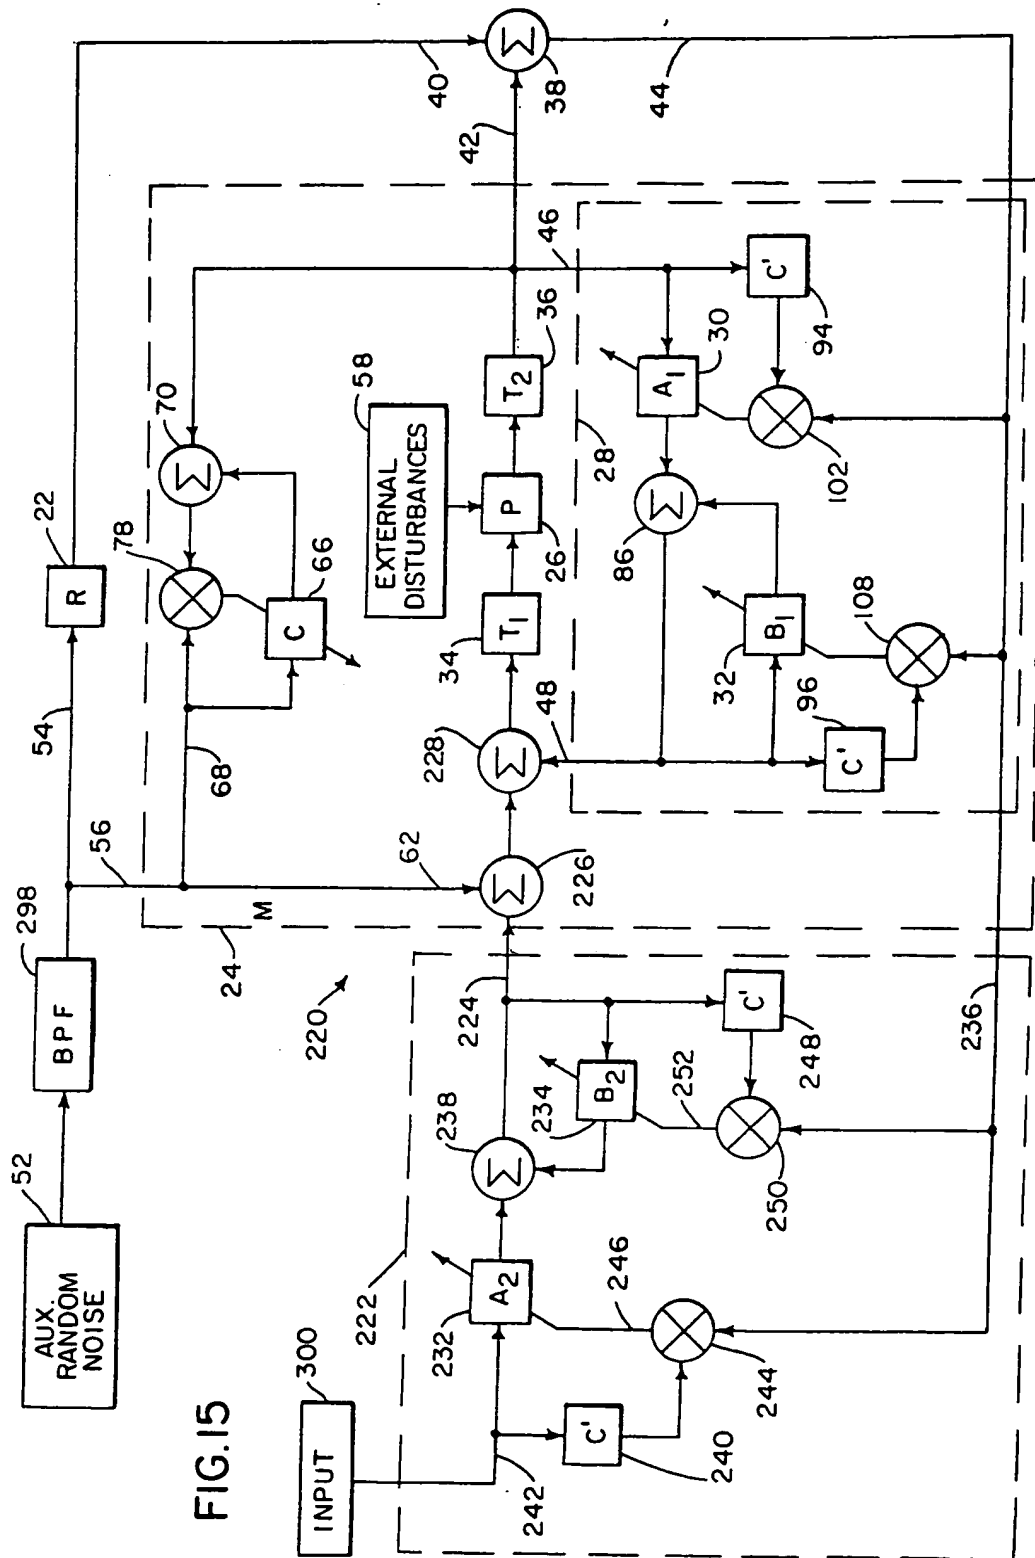 AUX.
RANDOM
NOISE
52
BPF
298
54
R
22
56
68
78
70
C
66
40
Σ
38
42
44
FIG.15
220
24
M
62
EXTERNAL
DISTURBANCES
58
INPUT
300
222
242
232
A2
238
Σ
224
Σ
226
228
Σ
34
T1
P
26
T2
36
46
48
C'
240
246
244
234
B2
252
250
C'
248
28
86
Σ
A1
30
C'
94
102
96
C'
32
B1
108
236